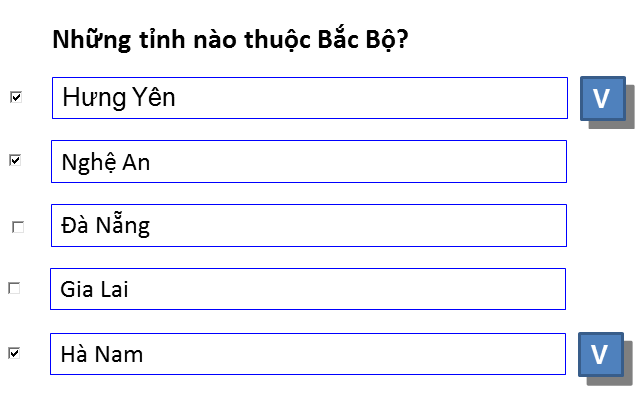 Những tỉnh nào thuộc Bắc Bộ?
Hưng Yên
V
Nghệ An
Đà Nẵng
Gia Lai
Hà Nam
V